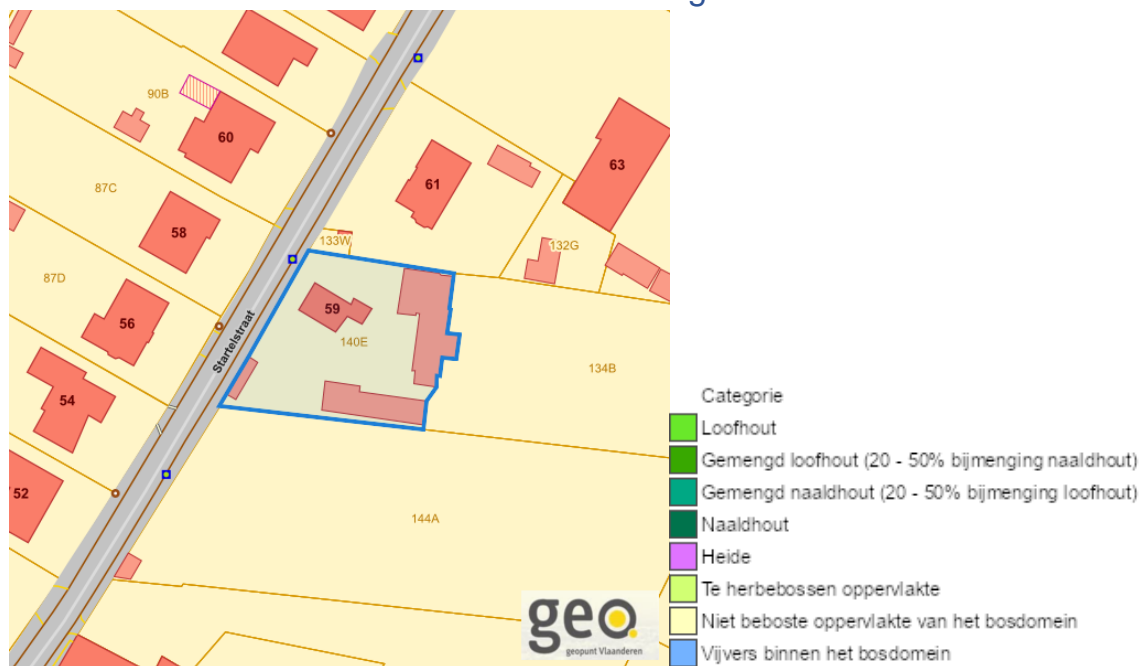 90B
60
87C
58
87D
56
54
52
Startelstraat
61
63
133W
132G
59
140E
134B
144A
geo.
geopunt Vlaanderen
Categorie
Loofhout
Gemengd loofhout (20 - 50% bijmenging naaldhout)
Gemengd naaldhout (20 - 50% bijmenging loofhout)
Naaldhout
Heide
Te herbebossen oppervlakte
Niet beboste oppervlakte van het bosdomein
Vijvers binnen het bosdomein